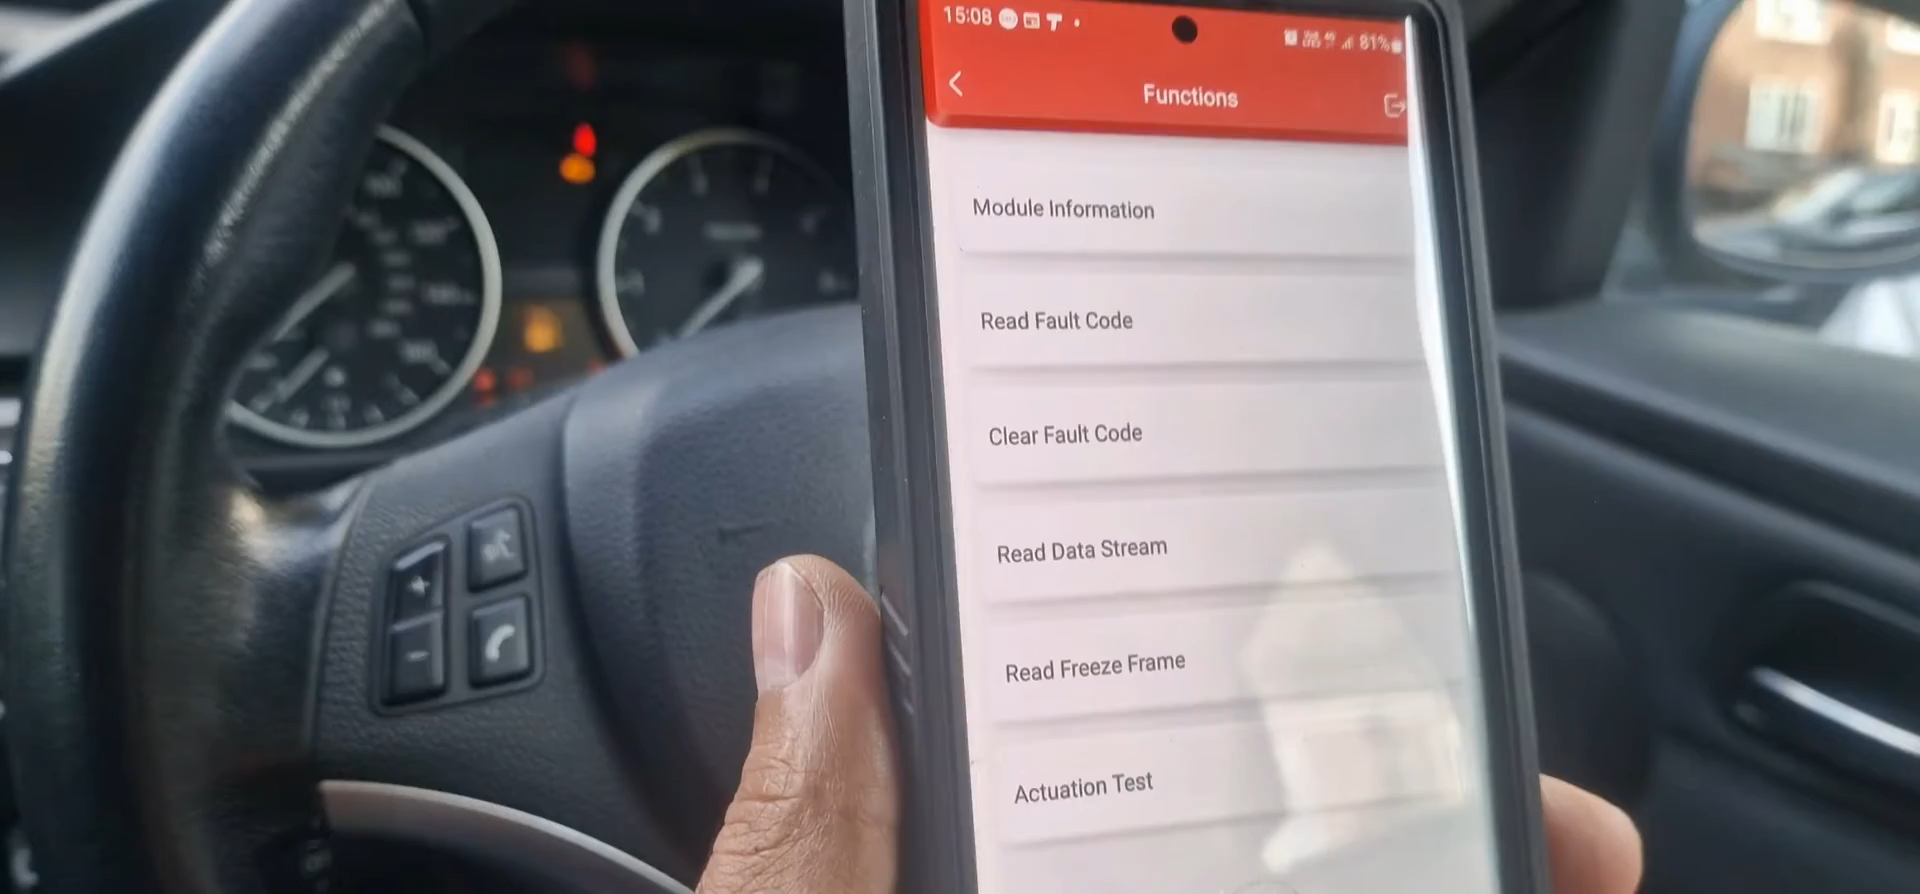 15:08
81%
Functions
Module Information
Read Fault Code
Clear Fault Code
Read Data Stream
Read Freeze Frame
Actuation Test